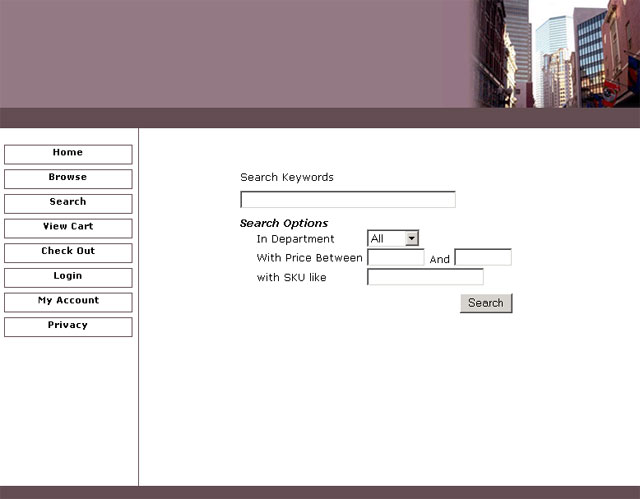 Home
Browse
Search
View Cart
Check Out
Login
My Account
Privacy
Search Keywords
Search Options
In Department All
With Price Between And
with SKU like
Search